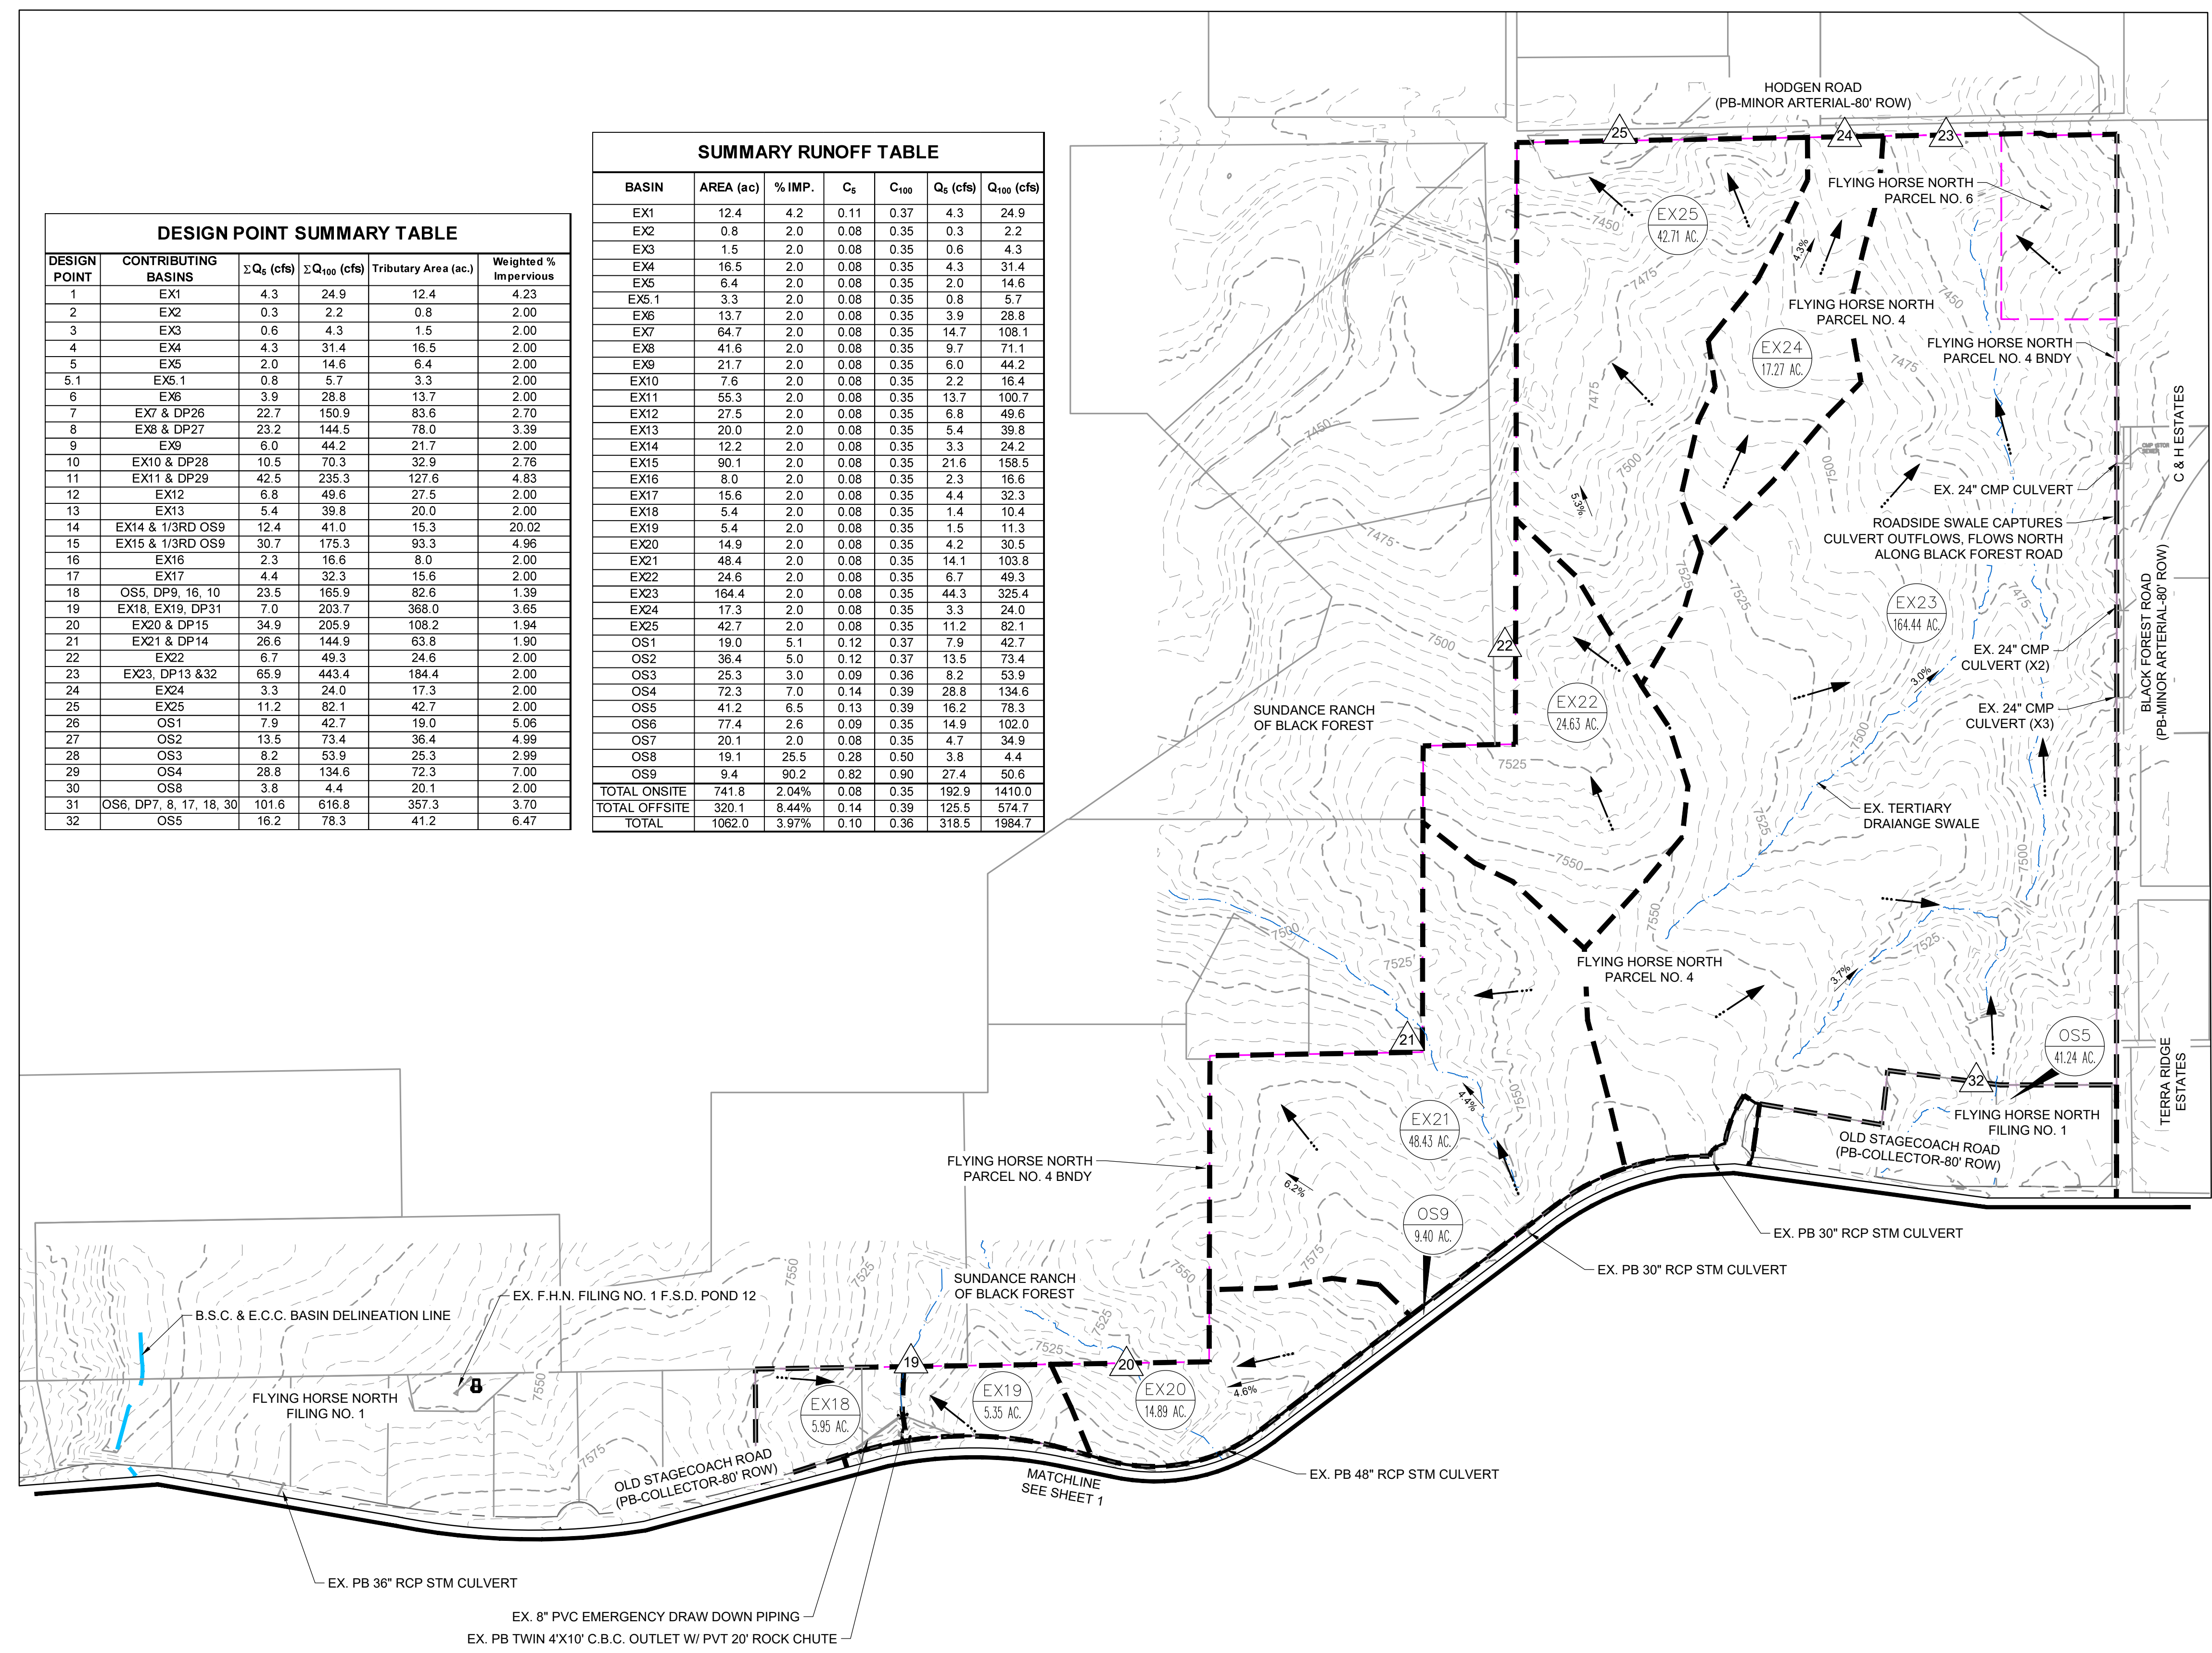 DESIGN POINT SUMMARY TABLE
DESIGN POINT CONTRIBUTING BASINS ΣQ5 (cfs) ΣQ100 (cfs) Tributary Area (ac.) Weighted % Impervious
1 EX1 4.3 24.9 12.4 4.23
2 EX2 0.3 2.2 0.8 2.00
3 EX3 0.6 4.3 1.5 2.00
4 EX4 4.3 31.4 16.5 2.00
5 EX5 2.0 14.6 6.4 2.00
5.1 EX5.1 0.8 5.7 3.3 2.00
6 EX6 3.9 28.8 13.7 2.00
7 EX7 & DP26 22.7 150.9 83.6 2.70
8 EX8 & DP27 23.2 144.5 78.0 3.39
9 EX9 6.0 44.2 21.7 2.00
10 EX10 & DP28 10.5 70.3 32.9 2.76
11 EX11 & DP29 42.5 235.3 127.6 4.83
12 EX12 6.8 49.6 27.5 2.00
13 EX13 5.4 39.8 20.0 2.00
14 EX14 & 1/3RD OS9 12.4 41.0 15.3 20.02
15 EX15 & 1/3RD OS9 30.7 175.3 93.3 4.96
16 EX16 2.3 16.6 8.0 2.00
17 EX17 4.4 32.3 15.6 2.00
18 OS5, DP9, 16, 10 23.5 165.9 82.6 1.39
19 EX18, EX19, DP31 7.0 203.7 368.0 3.65
20 EX20 & DP15 34.9 205.9 108.2 1.94
21 EX21 & DP14 26.6 144.9 63.8 1.90
22 EX22 6.7 49.3 24.6 2.00
23 EX23, DP13 &32 65.9 443.4 184.4 2.00
24 EX24 3.3 24.0 17.3 2.00
25 EX25 11.2 82.1 42.7 2.00
26 OS1 7.9 42.7 19.0 5.06
27 OS2 13.5 73.4 36.4 4.99
28 OS3 8.2 53.9 25.3 2.99
29 OS4 28.8 134.6 72.3 7.00
30 OS8 3.8 4.4 20.1 2.00
31 OS6, DP7, 8, 17, 18, 30 101.6 616.8 357.3 3.70
32 OS5 16.2 78.3 41.2 6.47
SUMMARY RUNOFF TABLE
BASIN AREA (ac) % IMP. C5 C100 Q5 (cfs) Q100 (cfs)
EX1 12.4 4.2 0.11 0.37 4.3 24.9
EX2 0.8 2.0 0.08 0.35 0.3 2.2
EX3 1.5 2.0 0.08 0.35 0.6 4.3
EX4 16.5 2.0 0.08 0.35 4.3 31.4
EX5 6.4 2.0 0.08 0.35 2.0 14.6
EX5.1 3.3 2.0 0.08 0.35 0.8 5.7
EX6 13.7 2.0 0.08 0.35 3.9 28.8
EX7 64.7 2.0 0.08 0.35 14.7 108.1
EX8 41.6 2.0 0.08 0.35 9.7 71.1
EX9 21.7 2.0 0.08 0.35 6.0 44.2
EX10 7.6 2.0 0.08 0.35 2.2 16.4
EX11 55.3 2.0 0.08 0.35 13.7 100.7
EX12 27.5 2.0 0.08 0.35 6.8 49.6
EX13 20.0 2.0 0.08 0.35 5.4 39.8
EX14 12.2 2.0 0.08 0.35 3.3 24.2
EX15 90.1 2.0 0.08 0.35 21.6 158.5
EX16 8.0 2.0 0.08 0.35 2.3 16.6
EX17 15.6 2.0 0.08 0.35 4.4 32.3
EX18 5.4 2.0 0.08 0.35 1.4 10.4
EX19 5.4 2.0 0.08 0.35 1.5 11.3
EX20 14.9 2.0 0.08 0.35 4.2 30.5
EX21 48.4 2.0 0.08 0.35 14.1 103.8
EX22 24.6 2.0 0.08 0.35 6.7 49.3
EX23 164.4 2.0 0.08 0.35 44.3 325.4
EX24 17.3 2.0 0.08 0.35 3.3 24.0
EX25 42.7 2.0 0.08 0.35 11.2 82.1
OS1 19.0 5.1 0.12 0.37 7.9 42.7
OS2 36.4 5.0 0.12 0.37 13.5 73.4
OS3 25.3 3.0 0.09 0.36 8.2 53.9
OS4 72.3 7.0 0.14 0.39 28.8 134.6
OS5 41.2 6.5 0.13 0.39 16.2 78.3
OS6 77.4 2.6 0.09 0.35 14.9 102.0
OS7 20.1 2.0 0.08 0.35 4.7 34.9
OS8 19.1 25.5 0.28 0.50 3.8 4.4
OS9 9.4 90.2 0.82 0.90 27.4 50.6
TOTAL ONSITE 741.8 2.04% 0.08 0.35 192.9 1410.0
TOTAL OFFSITE 320.1 8.44% 0.14 0.39 125.5 574.7
TOTAL 1062.0 3.97% 0.10 0.36 318.5 1984.7
HODGEN ROAD
(PB-MINOR ARTERIAL-80' ROW)
25
24
23
FLYING HORSE NORTH
PARCEL NO. 6
EX25
42.71 AC.
7450
4.3%
7475
7450
FLYING HORSE NORTH
PARCEL NO. 4
EX24
17.27 AC.
FLYING HORSE NORTH
PARCEL NO. 4 BNDY
7475
7475
7450
C & H ESTATES
7500
7500
EX. 24" CMP CULVERT
5.3%
ROADSIDE SWALE CAPTURES
CULVERT OUTFLOWS, FLOWS NORTH
ALONG BLACK FOREST ROAD
7475
7525
7525
7475
EX23
164.44 AC.
BLACK FOREST ROAD
(PB-MINOR ARTERIAL-80' ROW)
22
7500
EX. 24" CMP
CULVERT (X2)
3.0%
EX22
24.63 AC.
SUNDANCE RANCH
OF BLACK FOREST
EX. 24" CMP
CULVERT (X3)
7500
7525
EX. TERTIARY
DRAIANGE SWALE
7525
7550
7500
7550
7500
7525
7525
FLYING HORSE NORTH
PARCEL NO. 4
3.7%
21
OS5
41.24 AC.
TERRA RIDGE
ESTATES
32
4.4%
7550
EX21
48.43 AC.
FLYING HORSE NORTH
FILING NO. 1
OLD STAGECOACH ROAD
(PB-COLLECTOR-80' ROW)
FLYING HORSE NORTH
PARCEL NO. 4 BNDY
6.2%
OS9
9.40 AC.
EX. PB 30" RCP STM CULVERT
7575
EX. PB 30" RCP STM CULVERT
7550
7525
7550
SUNDANCE RANCH
OF BLACK FOREST
EX. F.H.N. FILING NO. 1 F.S.D. POND 12
B.S.C. & E.C.C. BASIN DELINEATION LINE
7525
7525
19
20
7550
FLYING HORSE NORTH
FILING NO. 1
EX18
5.95 AC.
EX19
5.35 AC.
EX20
14.89 AC.
4.6%
7575
OLD STAGECOACH ROAD
(PB-COLLECTOR-80' ROW)
MATCHLINE
SEE SHEET 1
EX. PB 48" RCP STM CULVERT
EX. PB 36" RCP STM CULVERT
EX. 8" PVC EMERGENCY DRAW DOWN PIPING
EX. PB TWIN 4'X10' C.B.C. OUTLET W/ PVT 20' ROCK CHUTE